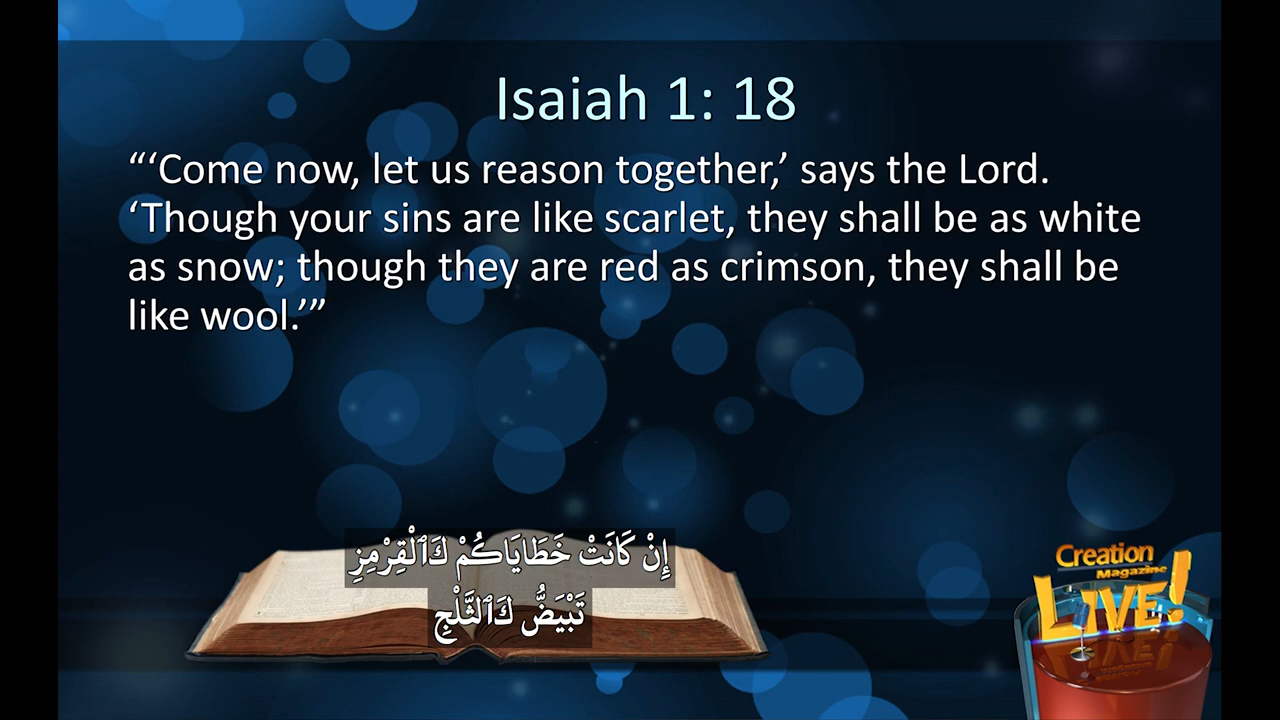 Isaiah 1: 18
“‘Come now, let us reason together,’ says the Lord.
‘Though your sins are like scarlet, they shall be as white
as snow; though they are red as crimson, they shall be
like wool.’”
إِنْ كَانَتْ خَطَايَاكُمْ كَٱلْقِرْمِزِ
تَبْيَضُّ كَٱلثَّلْجِ
Creation
Magazine
LIVE!